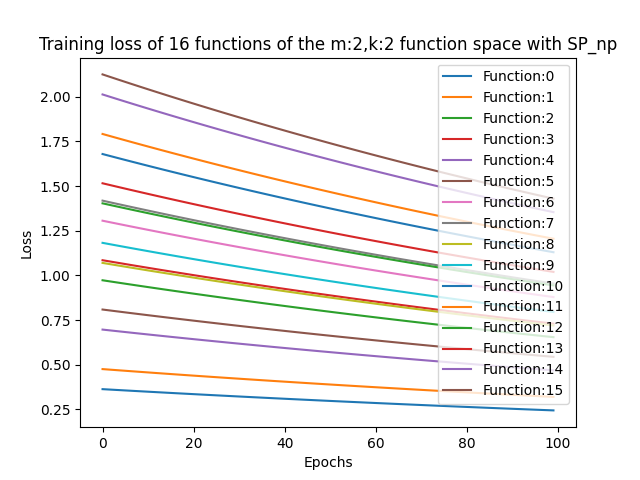 Training loss of 16 functions of the m:2,k:2 function space with SP_np
2.00
1.75
1.50
1.25
1.00
0.75
0.50
0.25
Loss
0
20
40
60
80
100
Epochs
Function:0
Function:1
Function:2
Function:3
Function:4
Function:5
Function:6
Function:7
Function:8
Function:9
Function:10
Function:11
Function:12
Function:13
Function:14
Function:15